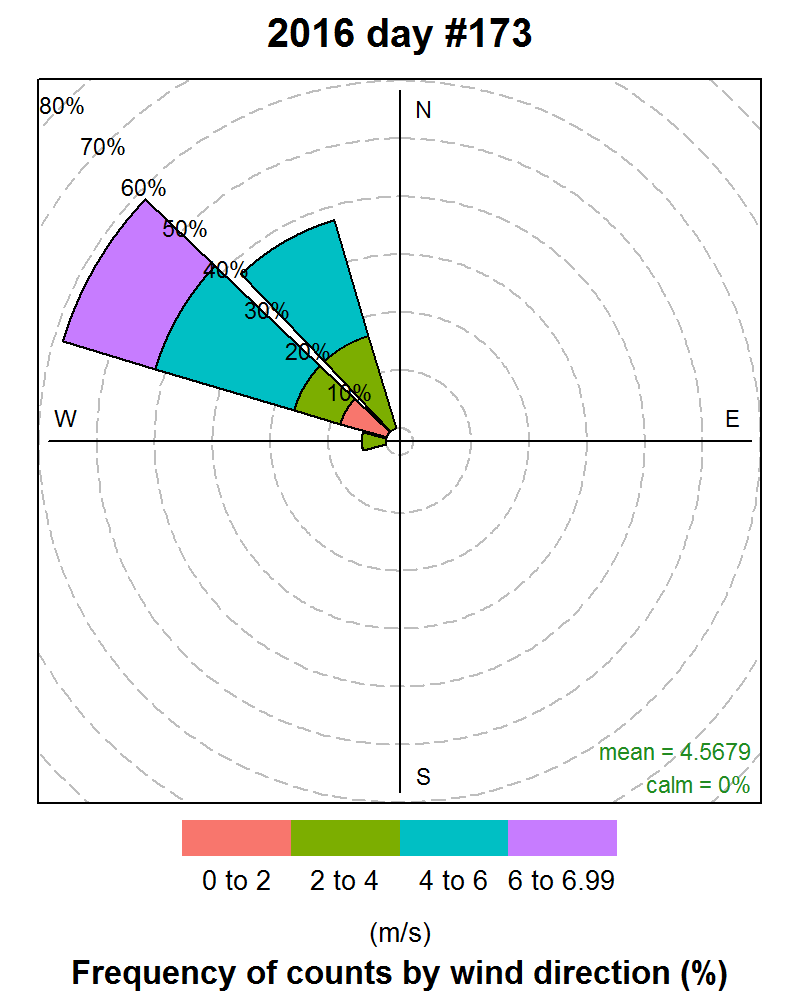 2016 day #173
80%
N
70%
60%
50%
40%
30%
20%
10%
W
E
mean = 4.5679
S
calm = 0%
0 to 2
2 to 4
4 to 6
6 to 6.99
(m/s)
Frequency of counts by wind direction (%)